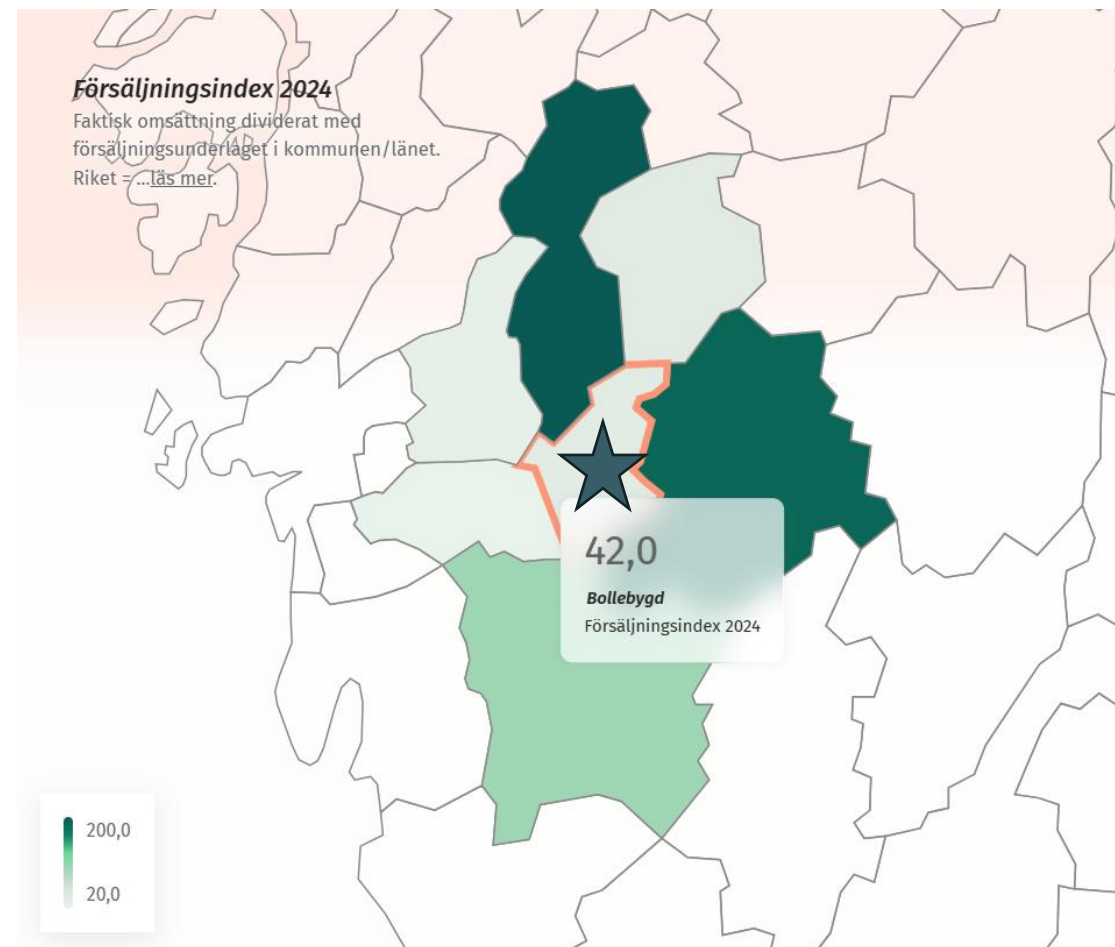 Försäljningsindex 2024
Faktisk omsättning dividerat med
försäljningsunderlaget i kommunen/länet.
Riket = ...läs mer.
42,0
Bollebygd
Försäljningsindex 2024
200,0
20,0